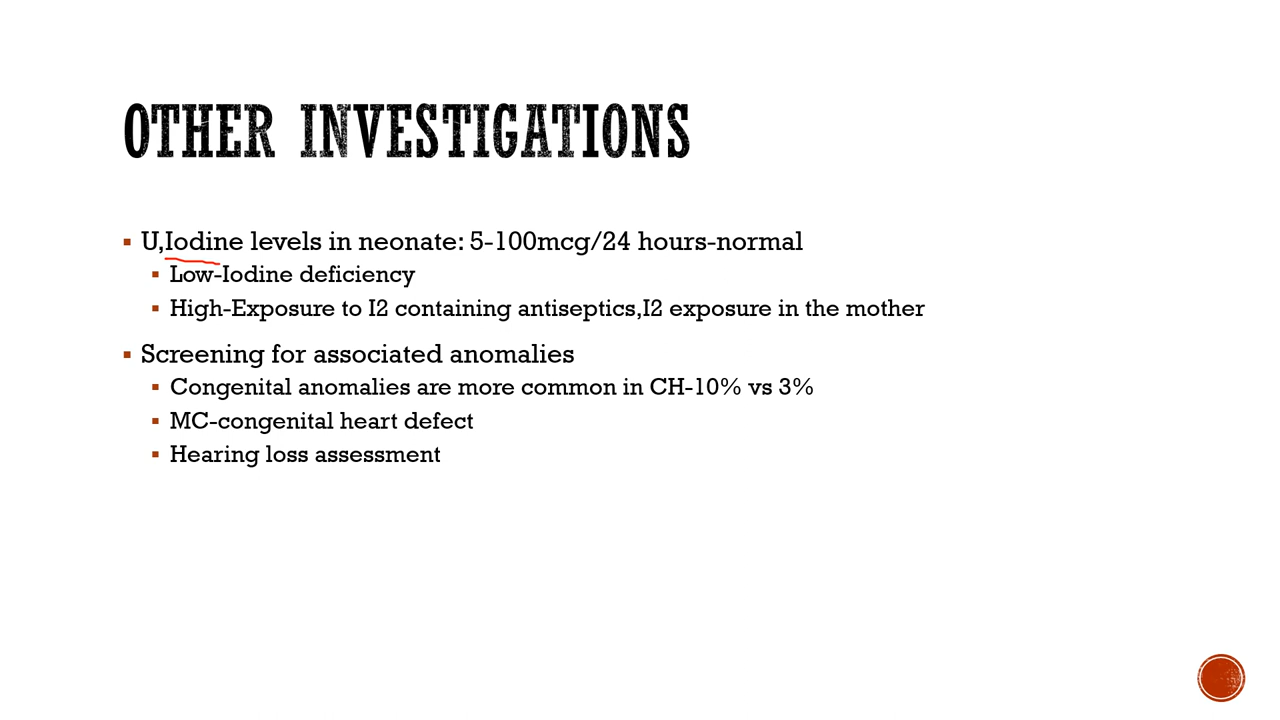 OTHER INVESTIGATIONS
U,Iodine levels in neonate: 5-100mcg/24 hours-normal
Low-Iodine deficiency
High-Exposure to I2 containing antiseptics,I2 exposure in the mother
Screening for associated anomalies
Congenital anomalies are more common in CH-10% vs 3%
MC-congenital heart defect
Hearing loss assessment